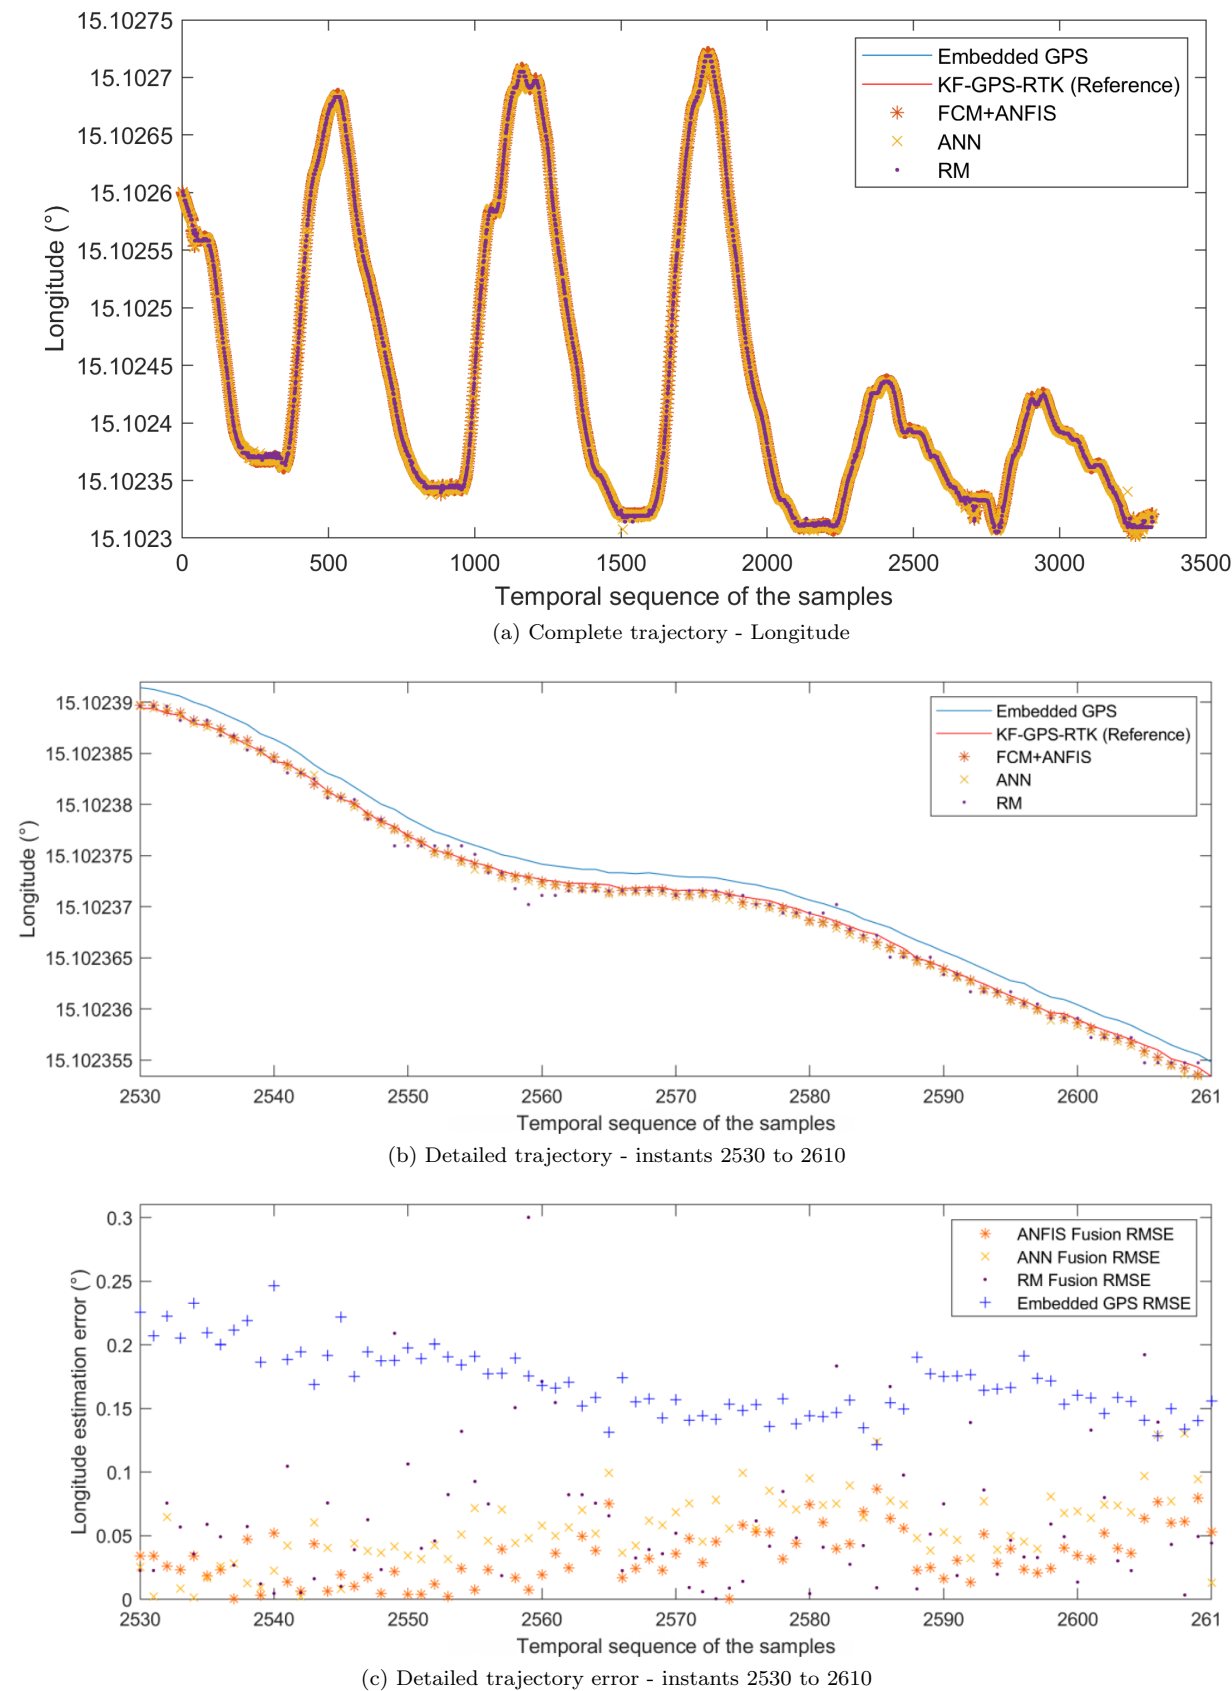 15.10275
15.1027
15.10265
15.1026
15.10255
15.1025
15.10245
15.1024
15.10235
15.1023
Longitude (°)
Embedded GPS
KF-GPS-RTK (Reference)
FCM+ANFIS
ANN
RM
0 500 1000 1500 2000 2500 3000 3500
Temporal sequence of the samples
(a) Complete trajectory - Longitude
15.10239
15.102385
15.10238
15.102375
15.10237
15.102365
15.10236
15.102355
Longitude (°)
Embedded GPS
KF-GPS-RTK (Reference)
FCM+ANFIS
ANN
RM
2530 2540 2550 2560 2570 2580 2590 2600 261
Temporal sequence of the samples
(b) Detailed trajectory - instants 2530 to 2610
0.3
0.25
0.2
0.15
0.1
0.05
0
Longitude estimation error (°)
ANFIS Fusion RMSE
ANN Fusion RMSE
RM Fusion RMSE
Embedded GPS RMSE
2530 2540 2550 2560 2570 2580 2590 2600 261
Temporal sequence of the samples
(c) Detailed trajectory error - instants 2530 to 2610